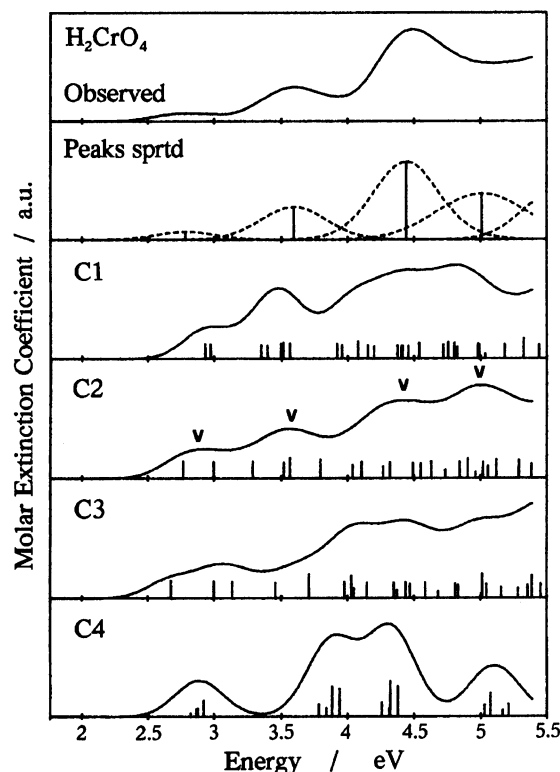 H₂CrO₄
Observed
Peaks sprtd
C1
C2
v v v v
C3
C4
2 2.5 3 3.5 4 4.5 5 5.5
Energy / eV
Molar Extinction Coefficient / a.u.